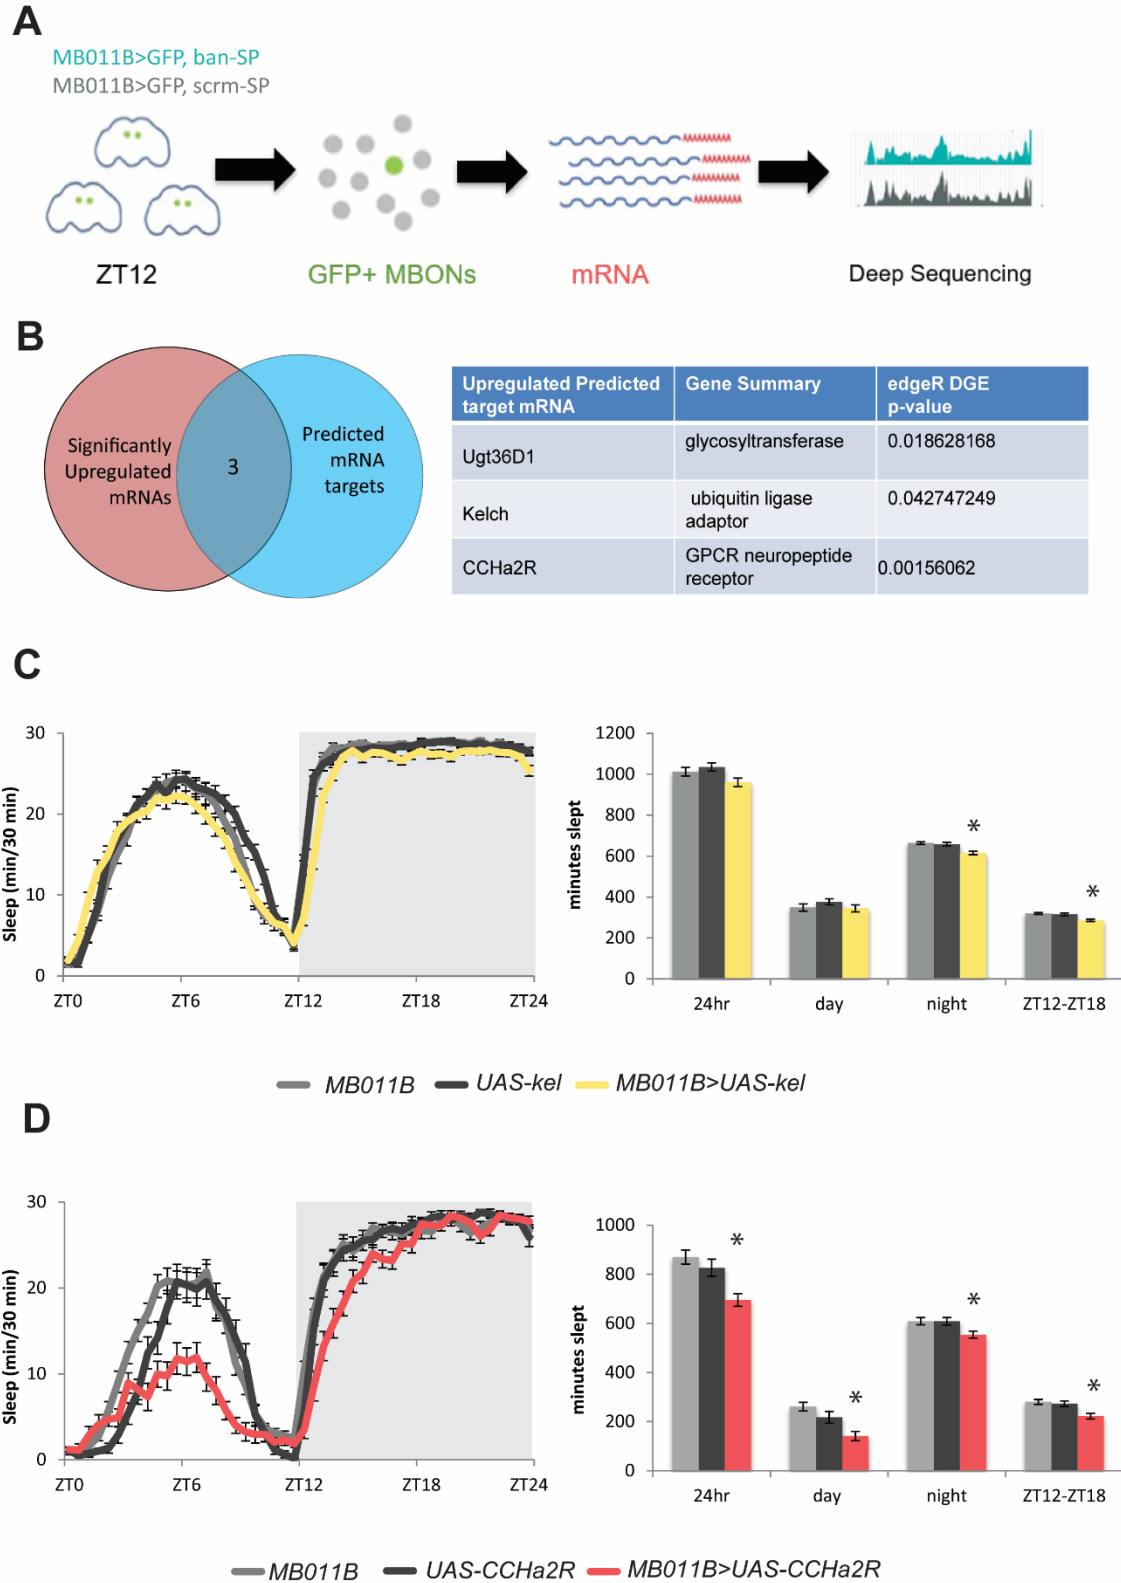 A
MB011B>GFP, ban-SP
MB011B>GFP, scrm-SP
ZT12
GFP+ MBONs
mRNA
Deep Sequencing
B
Significantly
Upregulated
mRNAs
3
Predicted
mRNA
targets
Upregulated Predicted
target mRNA
Gene Summary
edgeR DGE
p-value
Ugt36D1
glycosyltransferase
0.018628168
Kelch
ubiquitin ligase
adaptor
0.042747249
CCHa2R
GPCR neuropeptide
receptor
0.00156062
C
Sleep (min/30 min)
30
20
10
0
ZT0
ZT6
ZT12
ZT18
ZT24
minutes slept
1200
1000
800
600
400
200
0
*
*
24hr
day
night
ZT12-ZT18
MB011B
UAS-kel
MB011B>UAS-kel
D
Sleep (min/30 min)
30
20
10
0
ZT0
ZT6
ZT12
ZT18
ZT24
minutes slept
1000
800
600
400
200
0
*
*
*
*
24hr
day
night
ZT12-ZT18
MB011B
UAS-CCHa2R
MB011B>UAS-CCHa2R